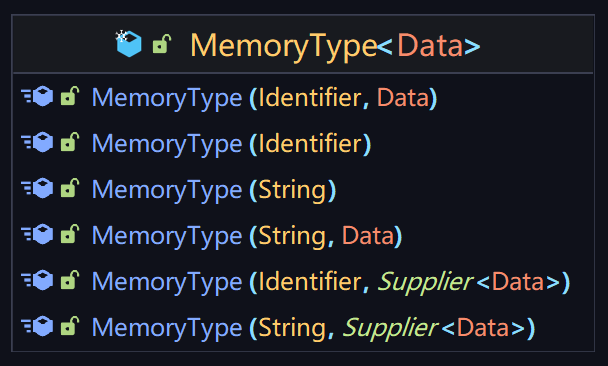 MemoryType<Data>
MemoryType (Identifier, Data)
MemoryType (Identifier)
MemoryType (String)
MemoryType (String, Data)
MemoryType (Identifier, Supplier <Data>)
MemoryType (String, Supplier <Data>)